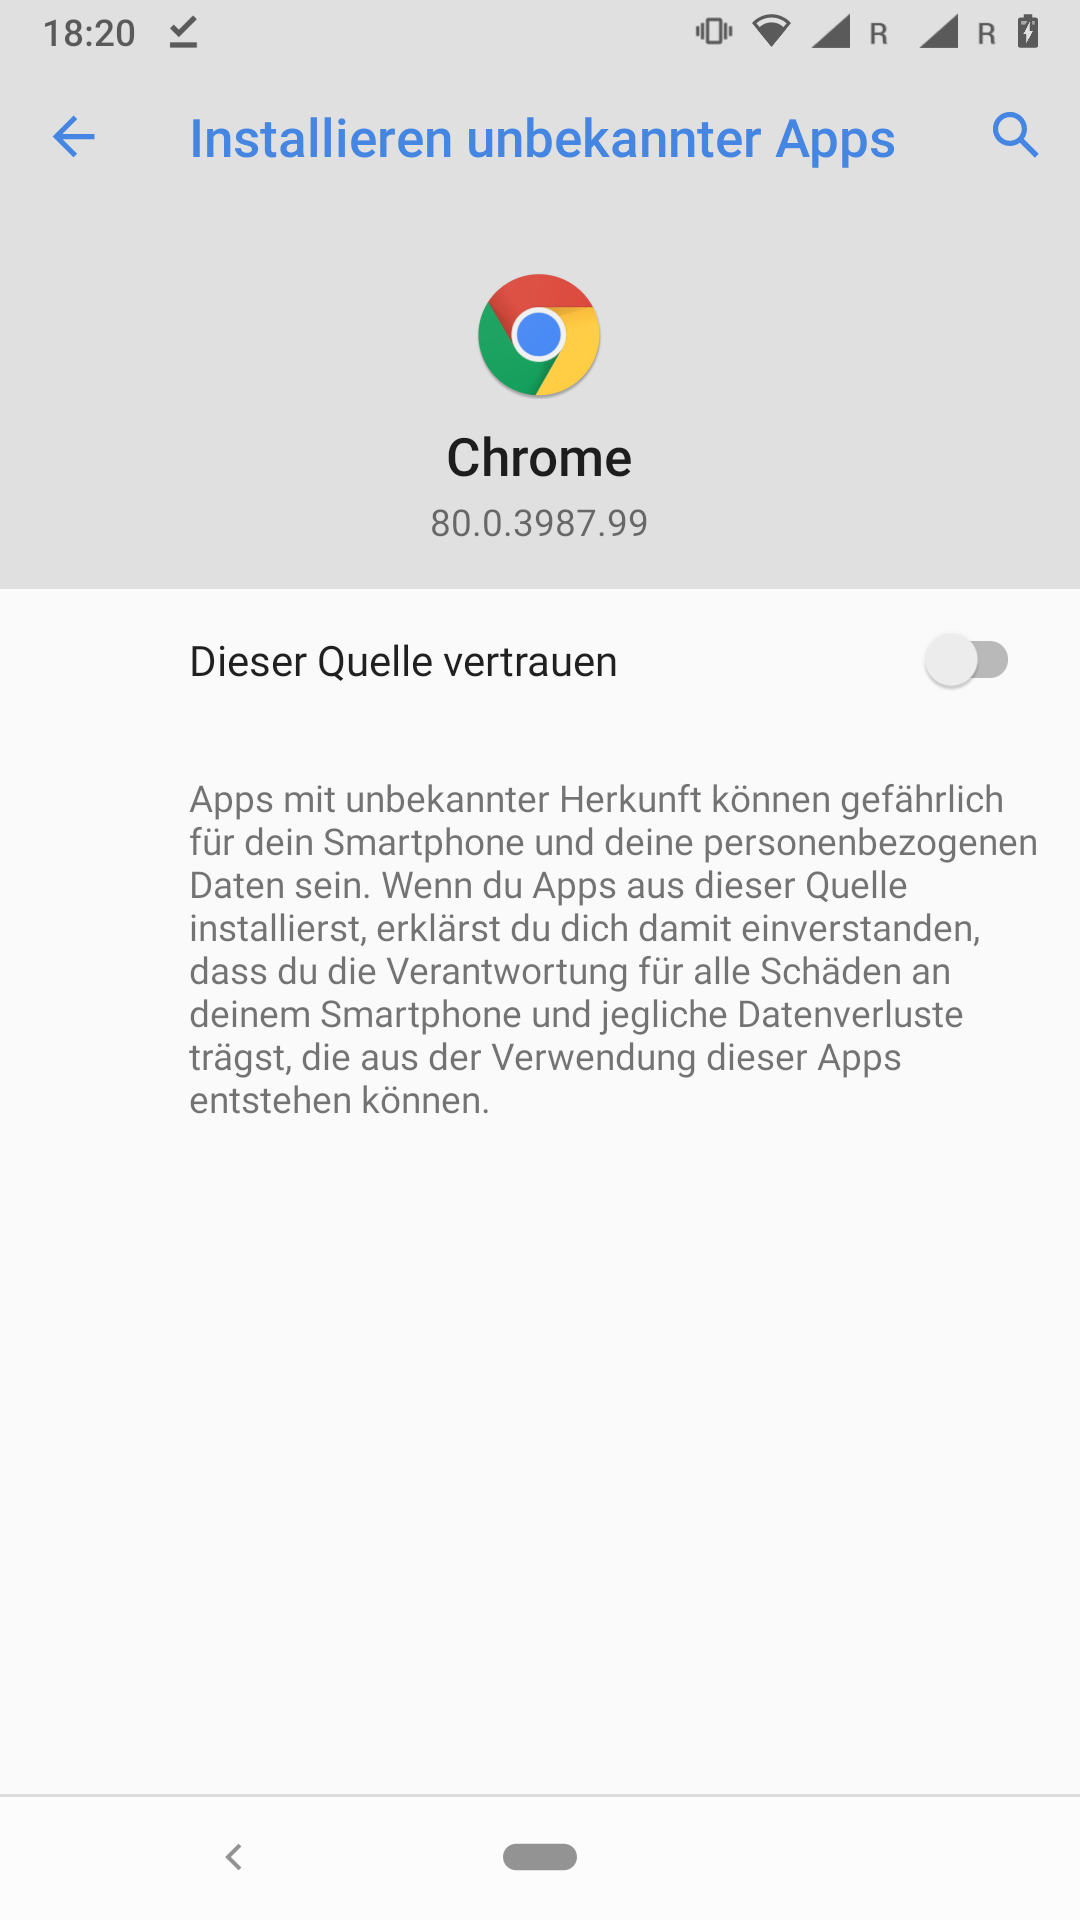 18:20
R R
Installieren unbekannter Apps
Chrome
80.0.3987.99
Dieser Quelle vertrauen
Apps mit unbekannter Herkunft können gefährlich
für dein Smartphone und deine personenbezogenen
Daten sein. Wenn du Apps aus dieser Quelle
installierst, erklärst du dich damit einverstanden,
dass du die Verantwortung für alle Schäden an
deinem Smartphone und jegliche Datenverluste
trägst, die aus der Verwendung dieser Apps
entstehen können.